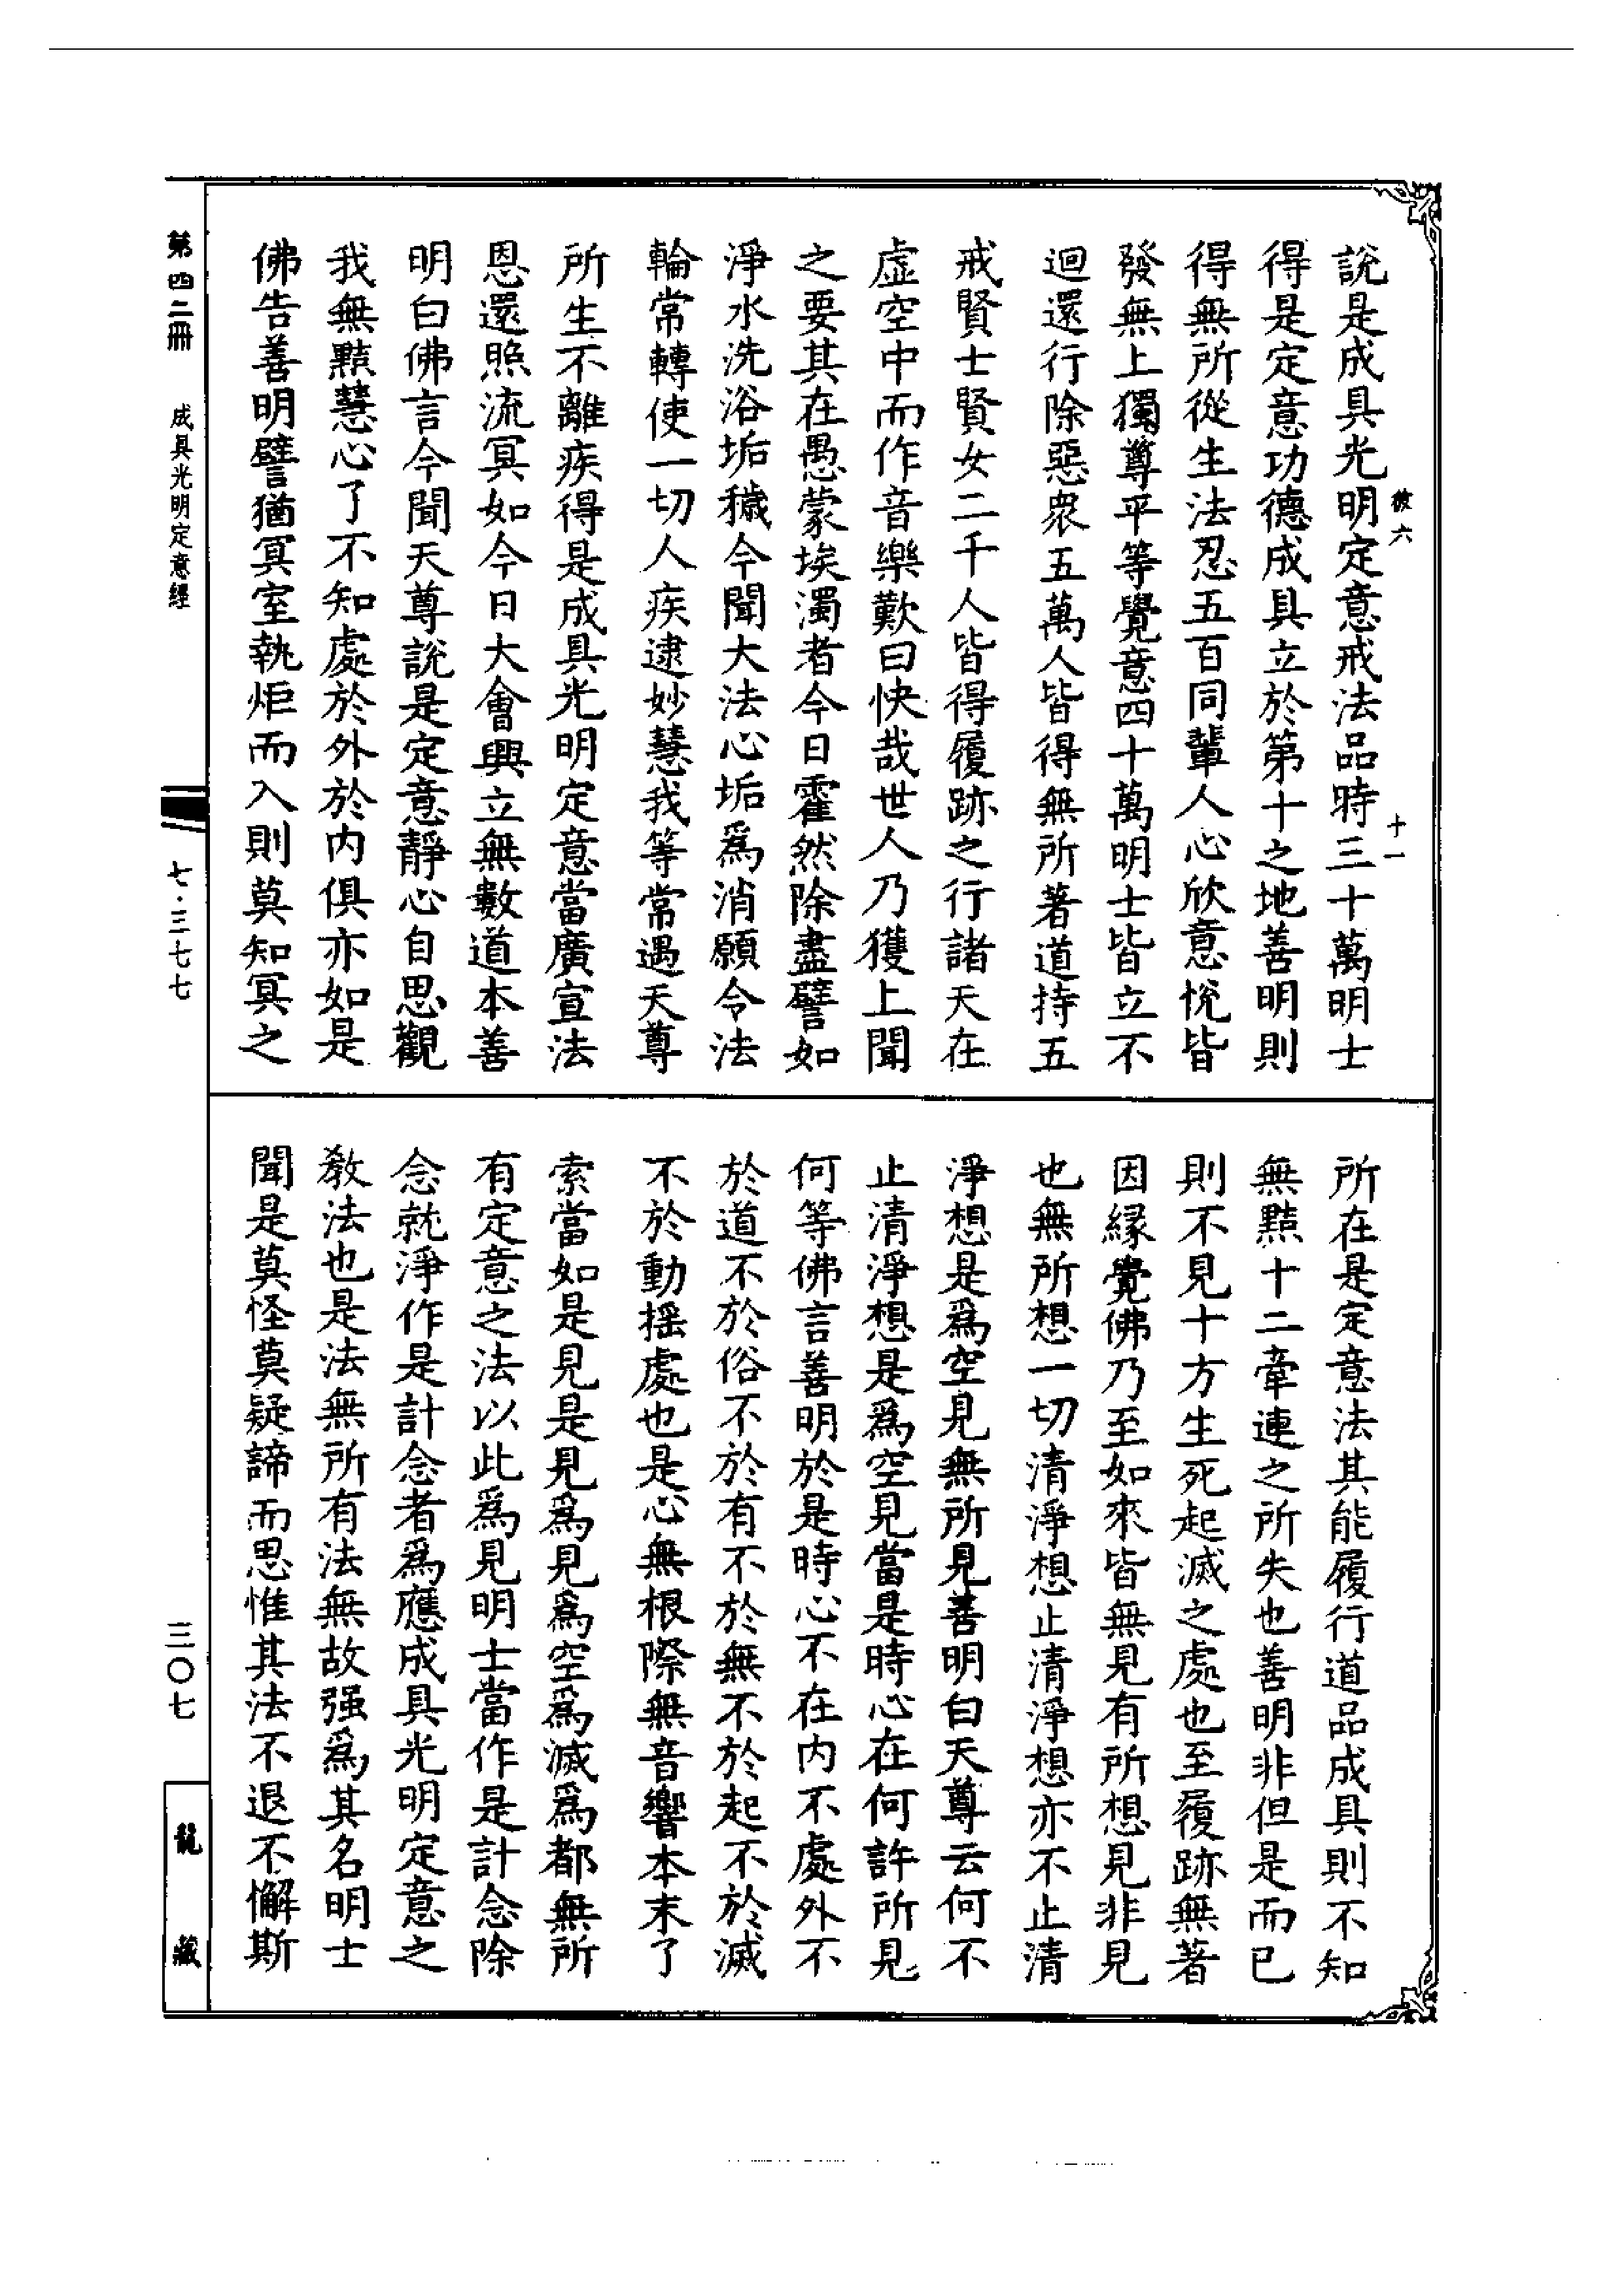 彼六
十一
說是成具光明定意戒法品時三十萬明士
得是定意功德成具立於第十之地善明則
得無所從生法忍五百同輩人心欣意悅皆
發無上獨尊平等覺意四十萬明士皆立不
迴還行除惡衆五萬人皆得無所著道持五
戒賢士賢女二千人皆得履跡之行諸天在
虛空中而作音樂歎曰快哉世人乃獲上聞
之要其在愚蒙埃濁者今日霍然除盡譬如
淨水洗浴垢穢今聞大法心垢爲消願令法
輪常轉使一切人疾逮妙慧我等常遇天尊
所生不離疾得是成具光明定意當廣宣法
恩還照流冥如今日大會興立無數道本善
明白佛言今聞天尊說是定意靜心自思觀
我無黠慧心了不知處於外於内俱亦如是
佛告善明譬猶冥室執炬而入則莫知冥之
所在是定意法其能履行道品成具則不知
無黠十二牽連之所失也善明非但是而已
則不見十方生死起滅之處也至履跡無著
因緣覺佛乃至如來皆無見有所想見非見
也無所想一切清淨想止清淨想亦不止清
淨想是爲空見無所見善明白天尊云何不
止清淨想是爲空見當是時心在何許所見
何等佛言善明於是時心不在内不處外不
於道不於俗不於有不於無不於起不於滅
不於動摇處也是心無根際無音響本末了
索當如是見是見爲見爲空爲滅爲都無所
有定意之法以此爲見明士當作是計念除
念就淨作是計念者爲應成具光明定意之
教法也是法無所有法無故强爲其名明士
聞是莫怪莫疑諦而思惟其法不退不懈斯
第四二冊
成具光明定意經
七·三七七
三〇七
龍藏